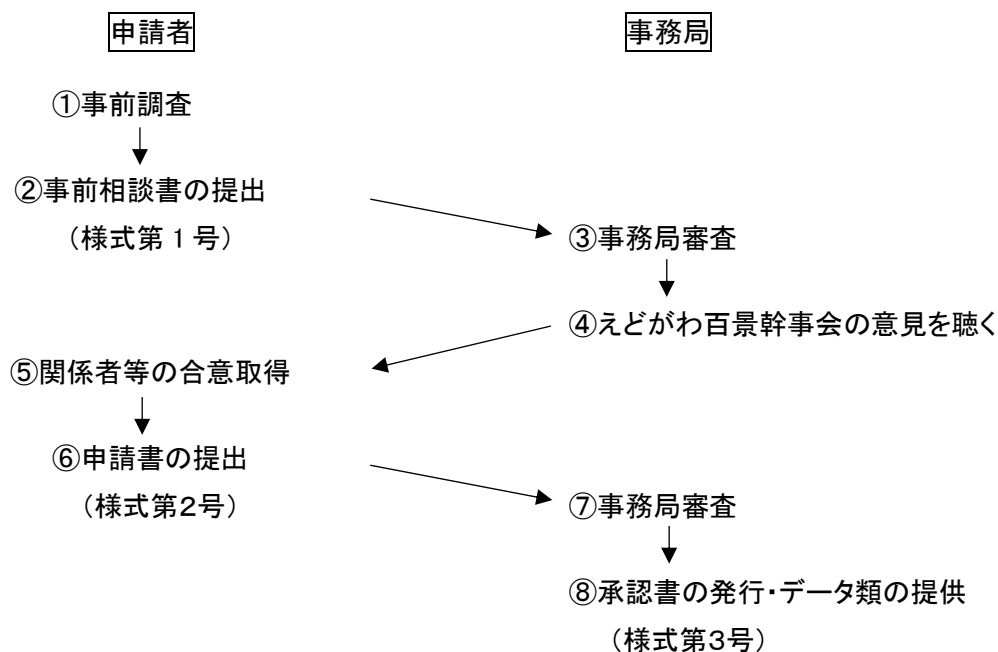 申請者
事務局
①事前調査
②事前相談書の提出
（様式第１号）
③事務局審査
④えどがわ百景幹事会の意見を聴く
⑤関係者等の合意取得
⑥申請書の提出
（様式第２号）
⑦事務局審査
⑧承認書の発行・データ類の提供
（様式第３号）